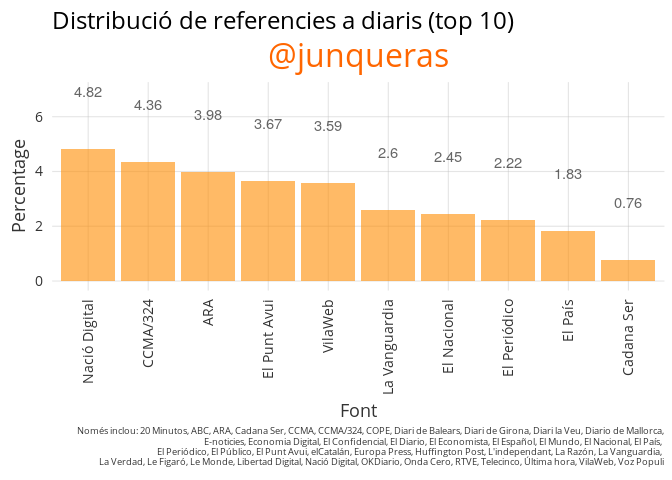 Distribució de referencies a diaris (top 10)
@junqueras
4.82
4.36
3.98
3.67
3.59
2.6
2.45
2.22
1.83
0.76
Percentage
6
4
2
0
Nació Digital
CCMA/324
ARA
El Punt Avui
VilaWeb
La Vanguardia
El Nacional
El Periódico
El País
Cadana Ser
Font
Només inclou: 20 Minutos, ABC, ARA, Cadana Ser, CCMA, CCMA/324, COPE, Diari de Balears, Diari de Girona, Diari la Veu, Diario de Mallorca,
E-noticies, Economia Digital, El Confidencial, El Diario, El Economista, El Español, El Mundo, El Nacional, El País,
El Periódico, El Público, El Punt Avui, elCatalán, Europa Press, Huffington Post, L'independant, La Razón, La Vanguardia,
La Verdad, Le Figaró, Le Monde, Libertad Digital, Nació Digital, OKDiario, Onda Cero, RTVE, Telecinco, Última hora, VilaWeb, Voz Populi